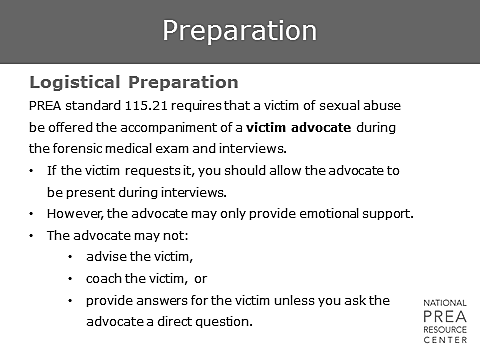 Preparation
Logistical Preparation
PREA standard 115.21 requires that a victim of sexual abuse
be offered the accompaniment of a victim advocate during
the forensic medical exam and interviews.
• If the victim requests it, you should allow the advocate to
be present during interviews.
• However, the advocate may only provide emotional support.
• The advocate may not:
• advise the victim,
• coach the victim, or
• provide answers for the victim unless you ask the
advocate a direct question.
NATIONAL
PREA
RESOURCE
CENTER